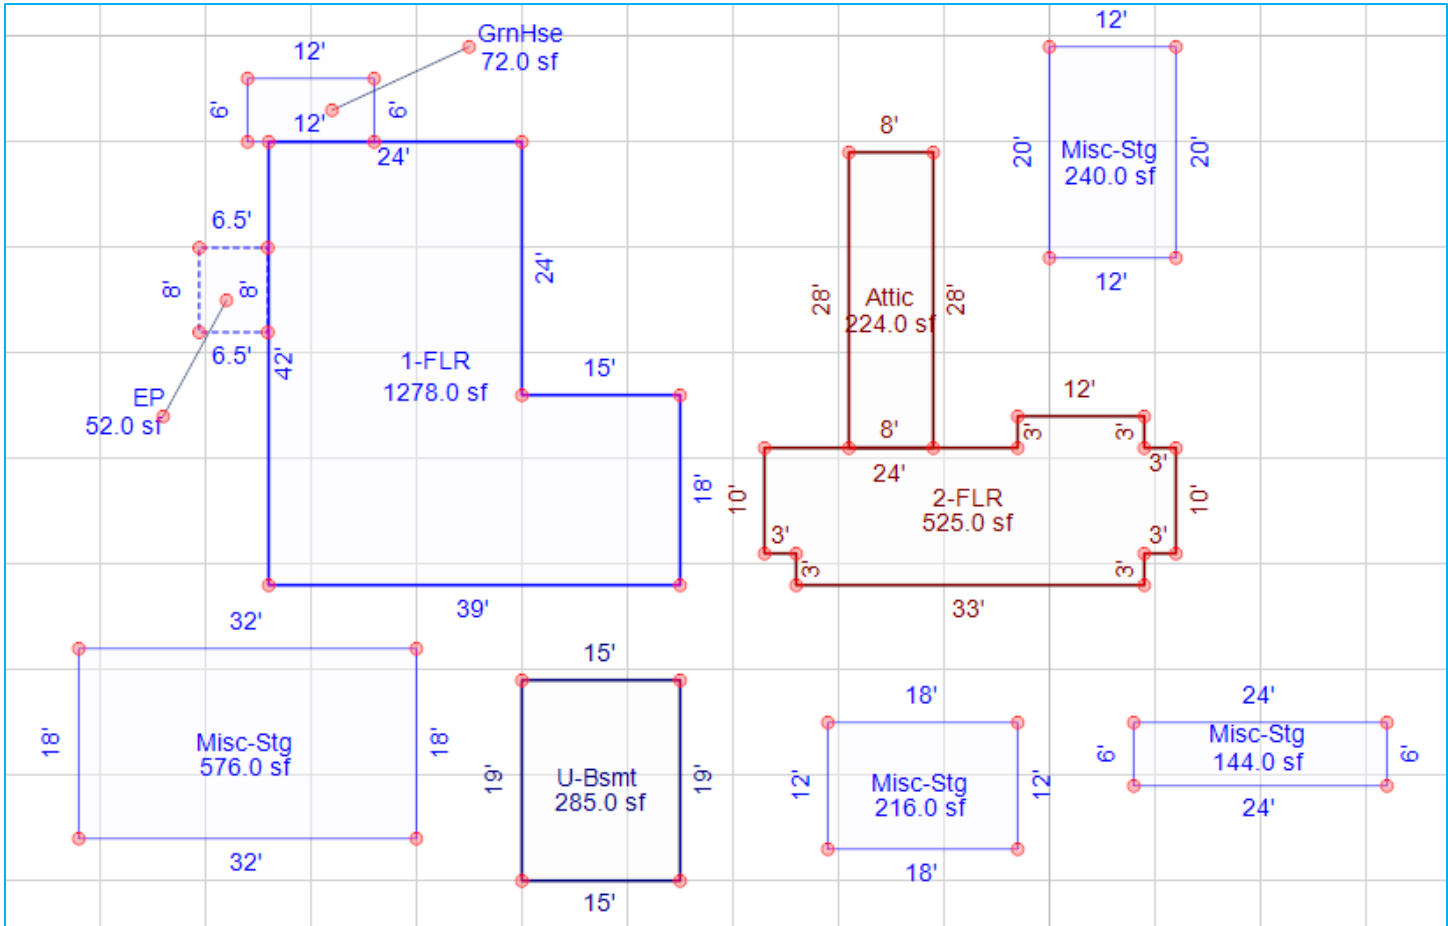 GrnHse
72.0 sf
12'
6'
6'
12'
24'
6.5'
8'
8'
6.5'
42'
24'
EP
52.0 sf
1-FLR
1278.0 sf
15'
18'
39'
8'
28'
28'
Attic
224.0 sf
8'
24'
12'
3'
3'
3'
10'
10'
2-FLR
525.0 sf
3'
3'
3'
3'
33'
12'
20'
20'
Misc-Stg
240.0 sf
12'
32'
18'
18'
Misc-Stg
576.0 sf
32'
15'
19'
19'
U-Bsmt
285.0 sf
15'
18'
12'
12'
Misc-Stg
216.0 sf
18'
24'
6'
6'
Misc-Stg
144.0 sf
24'